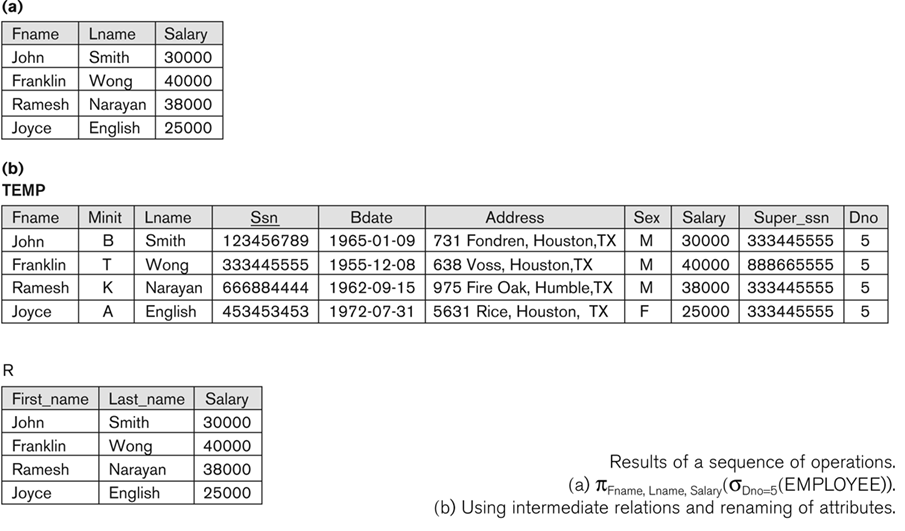 (a)
Fname Lname Salary
John Smith 30000
Franklin Wong 40000
Ramesh Narayan 38000
Joyce English 25000
(b)
TEMP
Fname Minit Lname Ssn Bdate Address Sex Salary Super_ssn Dno
John B Smith 123456789 1965-01-09 731 Fondren, Houston,TX M 30000 333445555 5
Franklin T Wong 333445555 1955-12-08 638 Voss, Houston,TX M 40000 888665555 5
Ramesh K Narayan 666884444 1962-09-15 975 Fire Oak, Humble,TX M 38000 333445555 5
Joyce A English 453453453 1972-07-31 5631 Rice, Houston, TX F 25000 333445555 5
R
First_name Last_name Salary
John Smith 30000
Franklin Wong 40000
Ramesh Narayan 38000
Joyce English 25000
Results of a sequence of operations.
(a) πFname, Lname, Salary(σDno=5(EMPLOYEE)).
(b) Using intermediate relations and renaming of attributes.